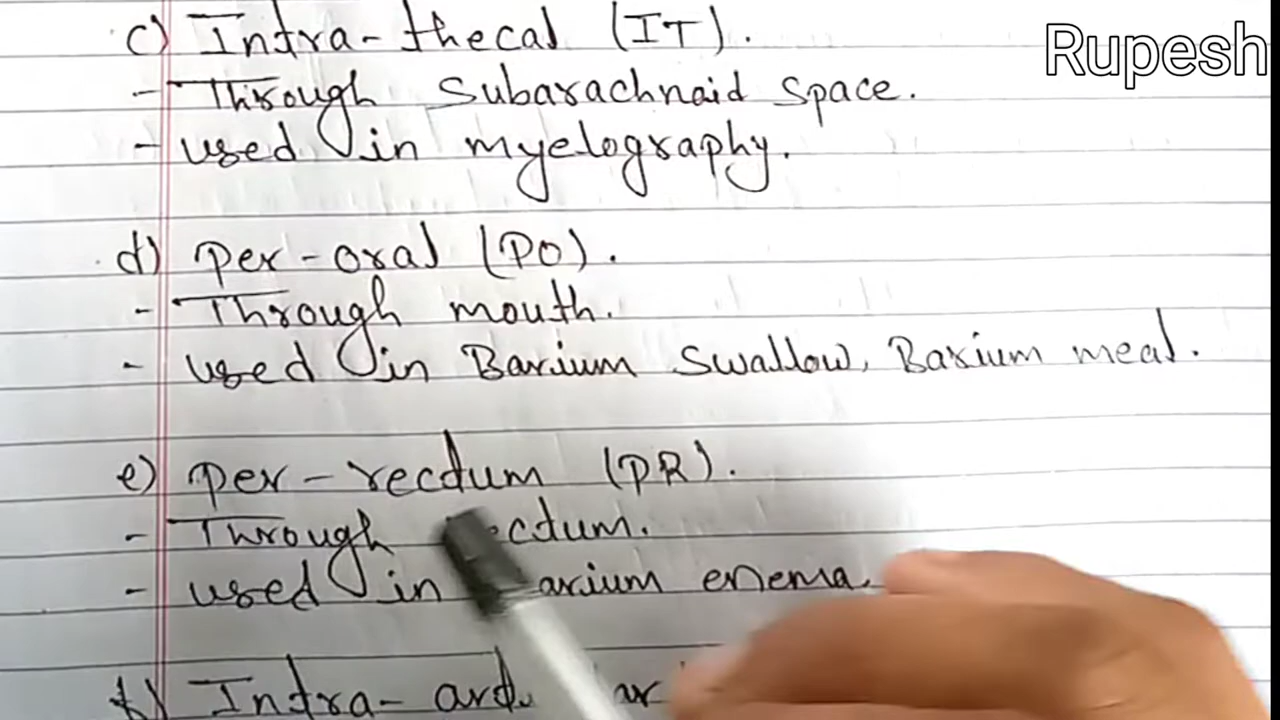 c) Intra-thecal (IT).
Rupesh
- Through Subarachnoid Space.
- used in myelography.
d) per-oral (PO).
- Through mouth.
- used in Barium Swallow, Barium meal.
e) per-rectum (PR).
- Through
- used in enema.
f)